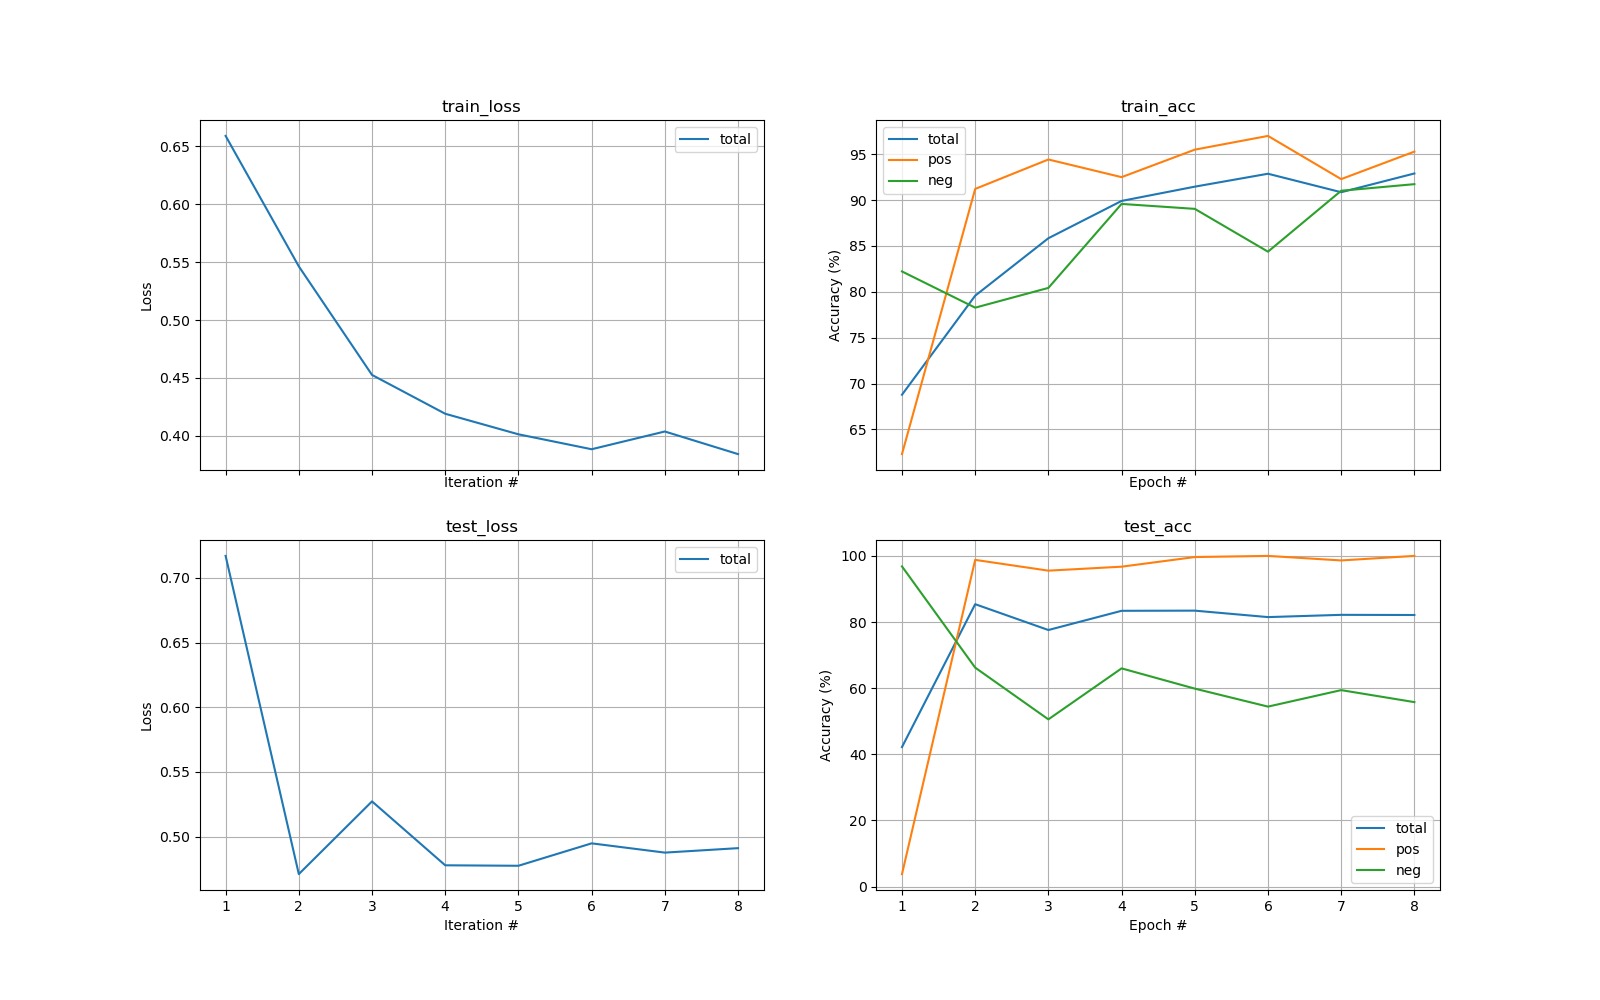 train_loss
total
0.65
0.60
0.55
0.50
0.45
0.40
Loss
Iteration #
train_acc
total
pos
neg
95
90
85
80
75
70
65
Accuracy (%)
Epoch #
test_loss
total
0.70
0.65
0.60
0.55
0.50
Loss
1 2 3 4 5 6 7 8
Iteration #
test_acc
100
80
60
40
20
0
Accuracy (%)
total
pos
neg
1 2 3 4 5 6 7 8
Epoch #